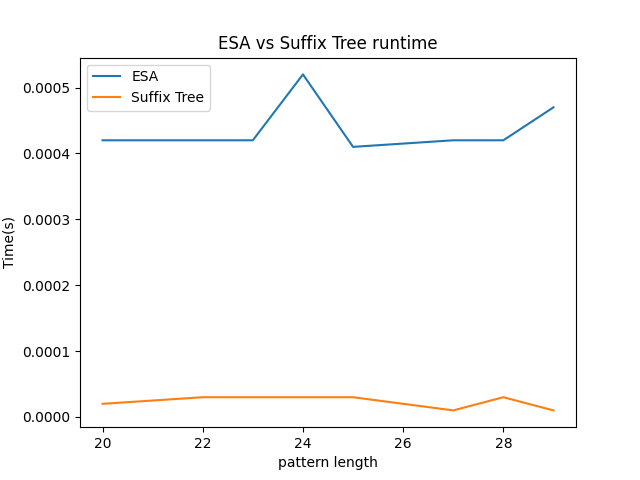 ESA vs Suffix Tree runtime
ESA
Suffix Tree
0.0005
0.0004
0.0003
0.0002
0.0001
0.0000
Time(s)
20 22 24 26 28
pattern length